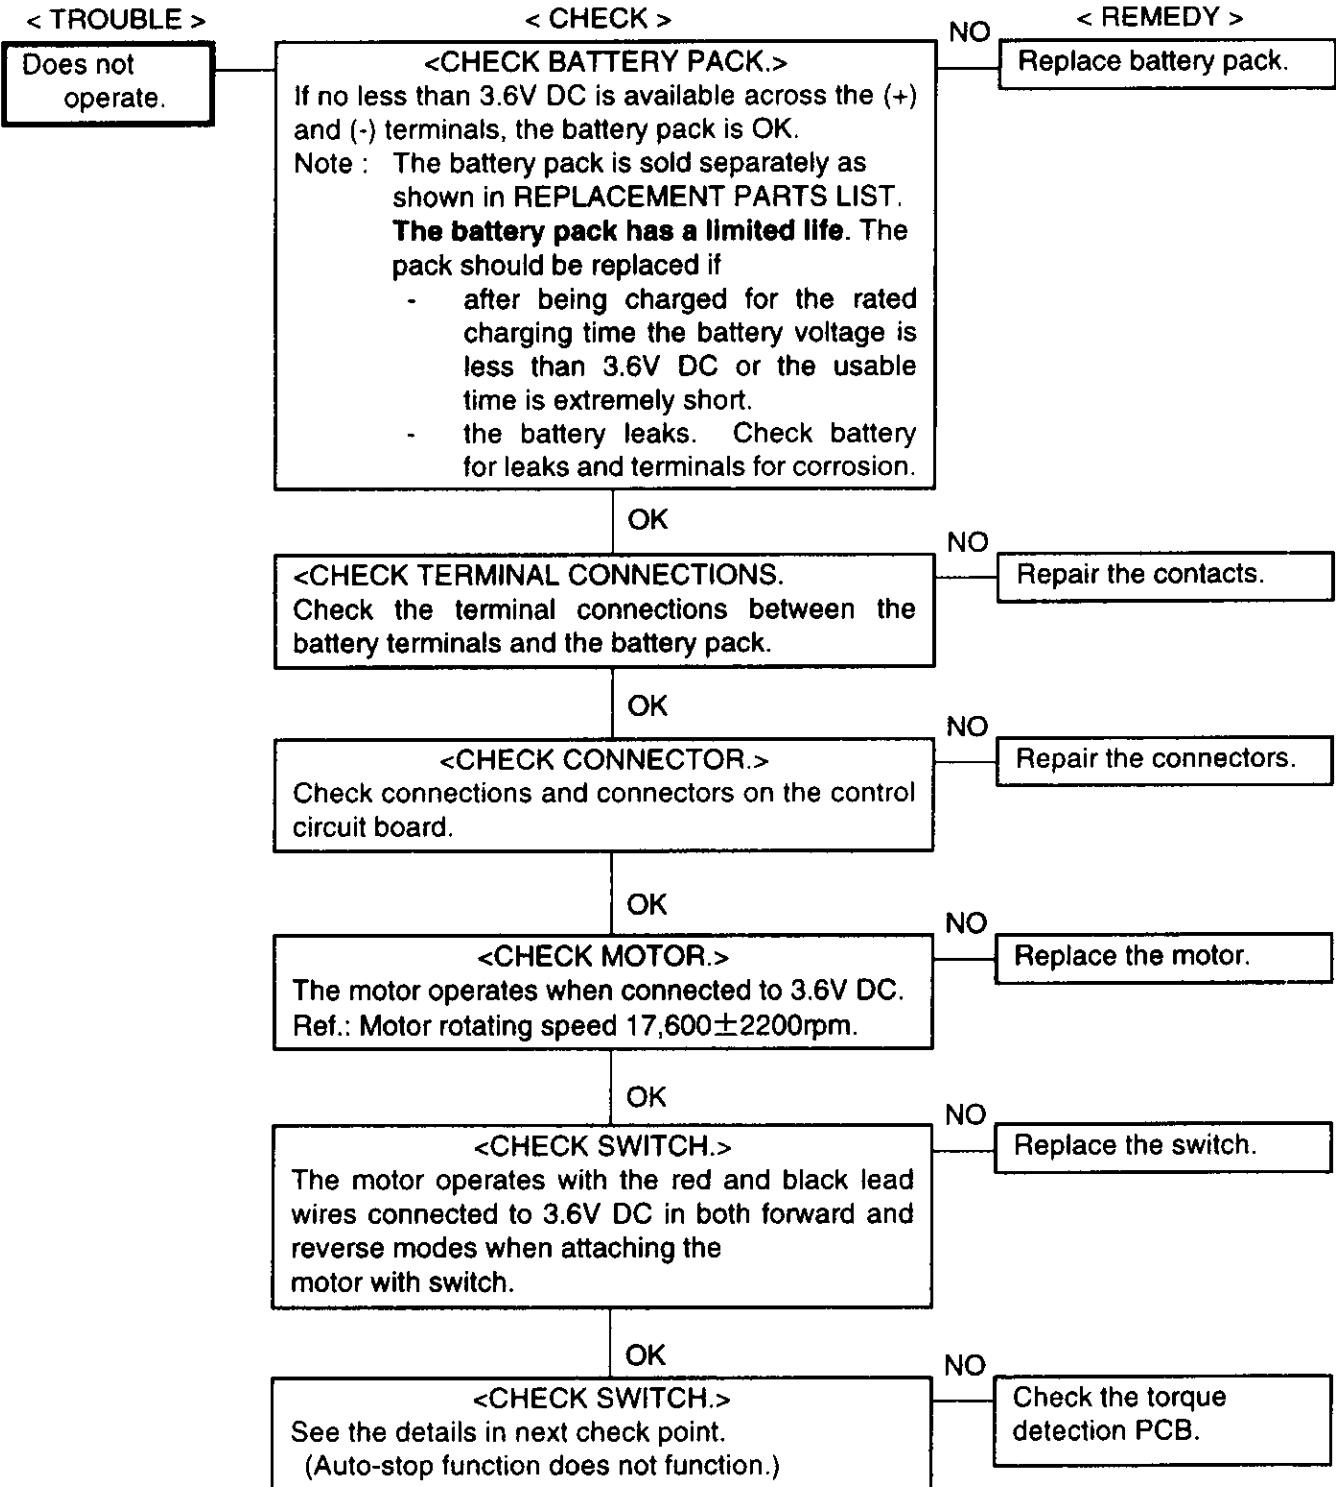 < TROUBLE >
< CHECK >
< REMEDY >
Does not
operate.
<CHECK BATTERY PACK.>
If no less than 3.6V DC is available across the (+)
and (-) terminals, the battery pack is OK.
Note : The battery pack is sold separately as
shown in REPLACEMENT PARTS LIST.
The battery pack has a limited life. The
pack should be replaced if
- after being charged for the rated
charging time the battery voltage is
less than 3.6V DC or the usable
time is extremely short.
- the battery leaks. Check battery
for leaks and terminals for corrosion.
NO
Replace battery pack.
OK
<CHECK TERMINAL CONNECTIONS.
Check the terminal connections between the
battery terminals and the battery pack.
NO
Repair the contacts.
OK
<CHECK CONNECTOR.>
Check connections and connectors on the control
circuit board.
NO
Repair the connectors.
OK
<CHECK MOTOR.>
The motor operates when connected to 3.6V DC.
Ref.: Motor rotating speed 17,600±2200rpm.
NO
Replace the motor.
OK
<CHECK SWITCH.>
The motor operates with the red and black lead
wires connected to 3.6V DC in both forward and
reverse modes when attaching the
motor with switch.
NO
Replace the switch.
OK
<CHECK SWITCH.>
See the details in next check point.
(Auto-stop function does not function.)
NO
Check the torque
detection PCB.